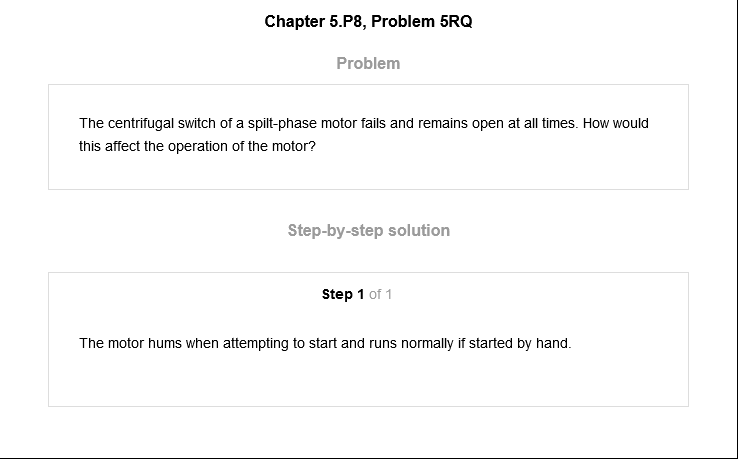 Chapter 5.P8, Problem 5RQ
Problem
The centrifugal switch of a spilt-phase motor fails and remains open at all times. How would
this affect the operation of the motor?
Step-by-step solution
Step 1 of 1
The motor hums when attempting to start and runs normally if started by hand.